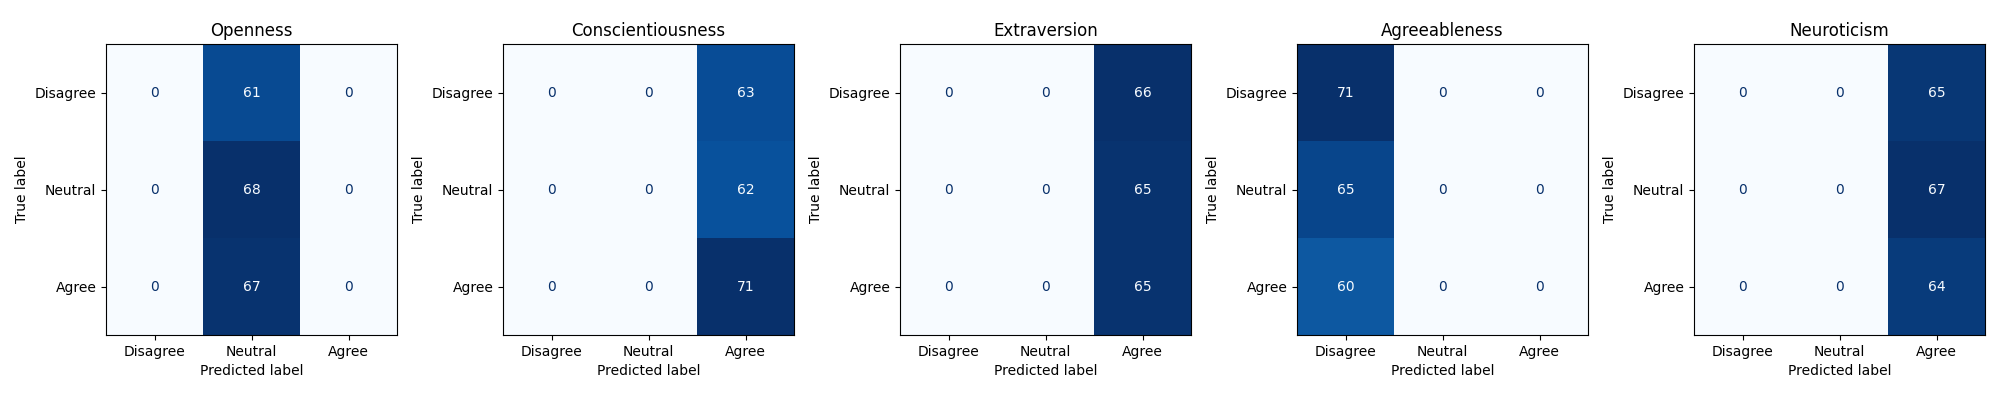 Openness Conscientiousness Extraversion Agreeableness Neuroticism
Disagree 0 61 0 Disagree 0 0 63 Disagree 0 0 66 Disagree 71 0 0 Disagree 0 0 65
True label True label True label True label True label
Neutral 0 68 0 Neutral 0 0 62 Neutral 0 0 65 Neutral 65 0 0 Neutral 0 0 67
Agree 0 67 0 Agree 0 0 71 Agree 0 0 65 Agree 60 0 0 Agree 0 0 64
Disagree Neutral Agree Disagree Neutral Agree Disagree Neutral Agree Disagree Neutral Agree Disagree Neutral Agree
Predicted label Predicted label Predicted label Predicted label Predicted label